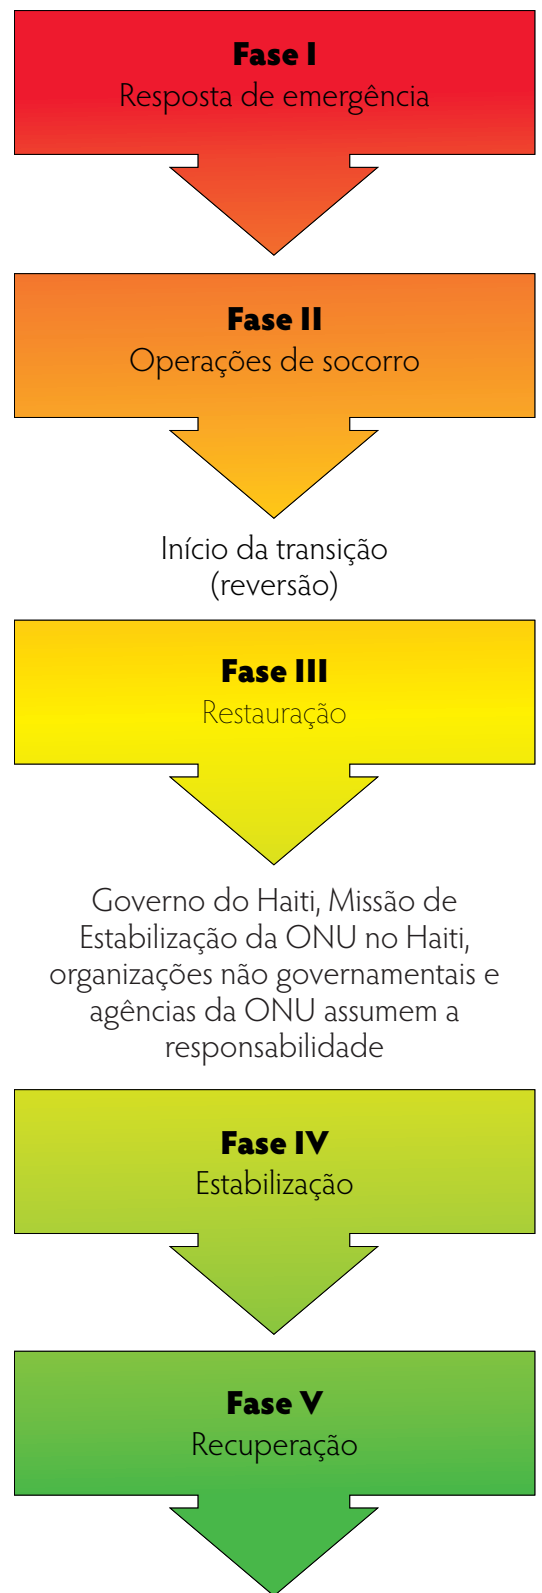 Fase I
Resposta de emergência
Fase II
Operações de socorro
Início da transição
(reversão)
Fase III
Restauração
Governo do Haiti, Missão de
Estabilização da ONU no Haiti,
organizações não governamentais e
agências da ONU assumem a
responsabilidade
Fase IV
Estabilização
Fase V
Recuperação